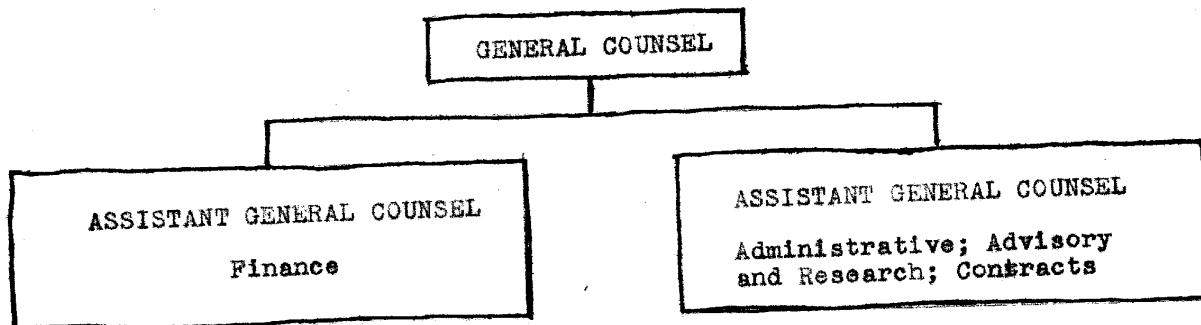 GENERAL COUNSEL
ASSISTANT GENERAL COUNSEL
Finance
ASSISTANT GENERAL COUNSEL
Administrative; Advisory
and Research; Contracts